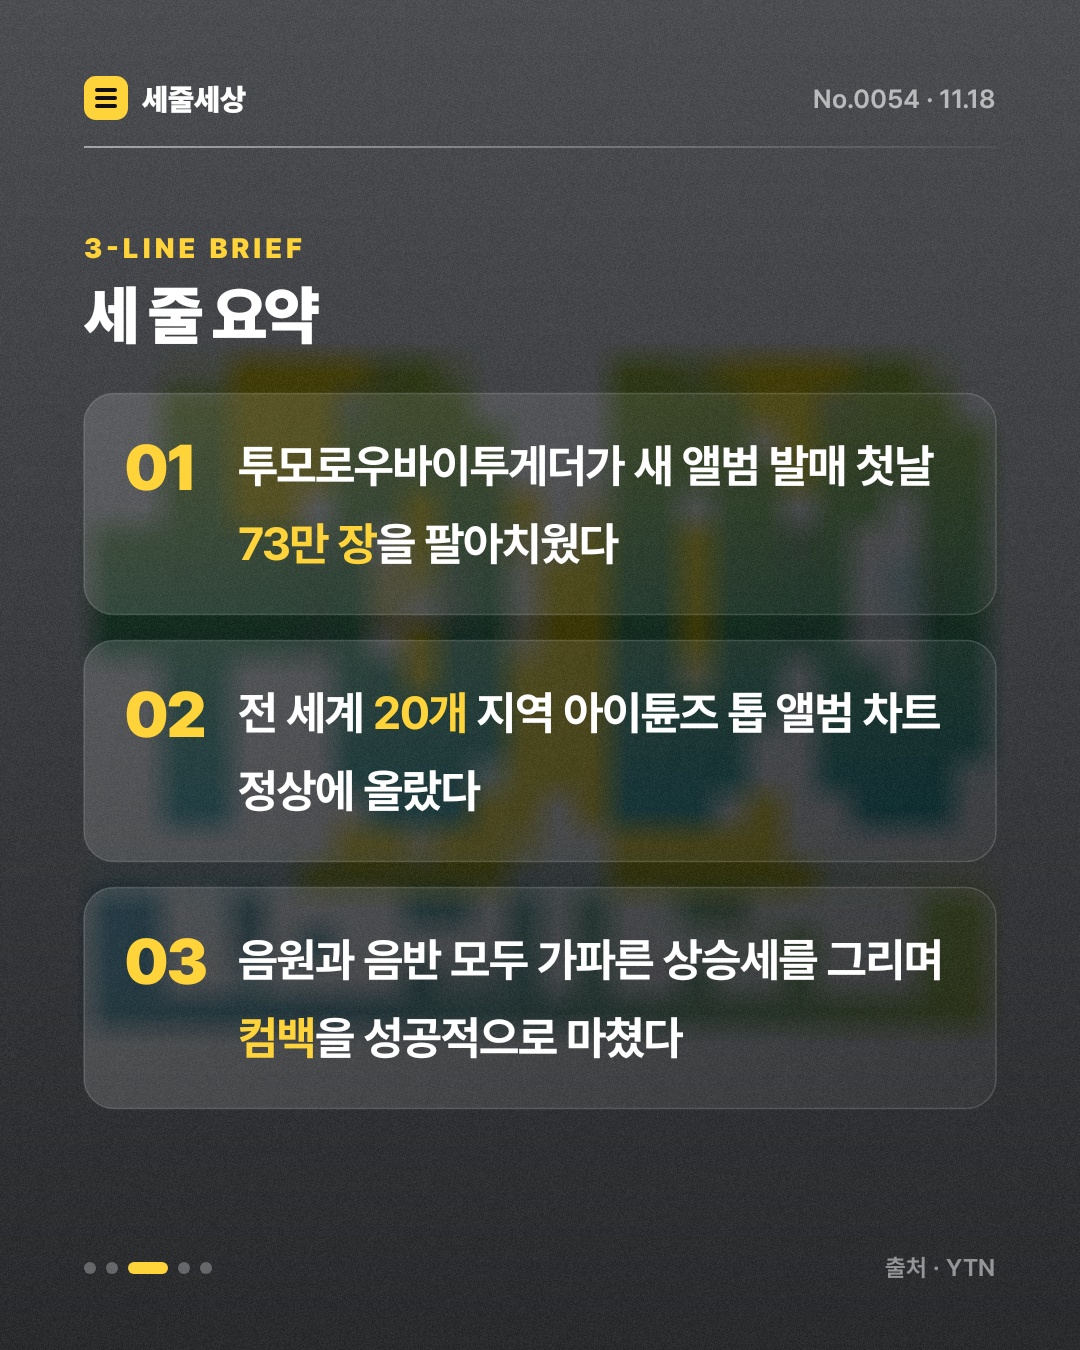 세줄세상
No.0054 · 11.18
3-LINE BRIEF
세 줄 요약
01
투모로우바이투게더가 새 앨범 발매 첫날
73만 장을 팔아치웠다
02
전 세계 20개 지역 아이튠즈 톱 앨범 차트
정상에 올랐다
03
음원과 음반 모두 가파른 상승세를 그리며
컴백을 성공적으로 마쳤다
출처 · YTN